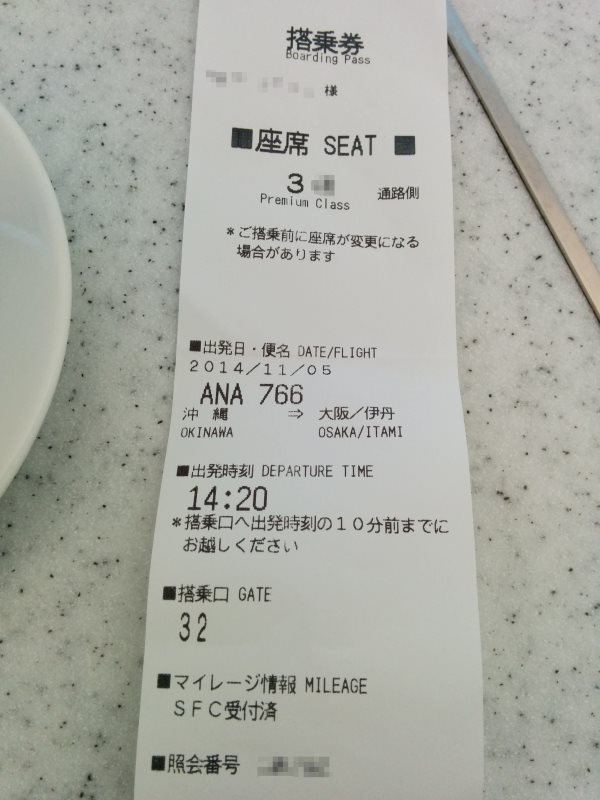 搭乗券
Boarding Pass
様
■座席 SEAT ■
3
Premium Class 通路側
*ご搭乗前に座席が変更になる
場合があります
■出発日・便名 DATE/FLIGHT
2014/11/05
ANA 766
沖 縄 ⇒ 大阪/伊丹
OKINAWA OSAKA/ITAMI
■出発時刻 DEPARTURE TIME
14:20
*搭乗口へ出発時刻の10分前までに
お越しください
■搭乗口 GATE
32
■マイレージ情報 MILEAGE
SFC受付済
■照会番号